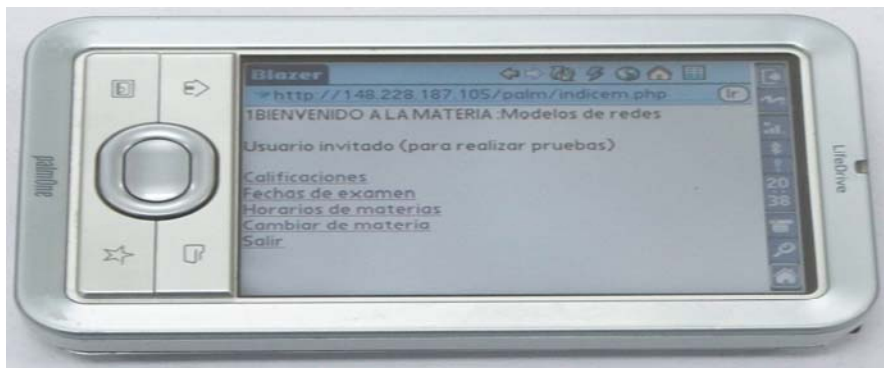 palmOne
Blazer
http://148.228.187.105/palm/indicem.php Ir
1BIENVENIDO A LA MATERIA :Modelos de redes
Usuario invitado (para realizar pruebas)
Calificaciones
Fechas de examen
Horarios de materias
Cambiar de materia
Salir
20
38
LifeDrive